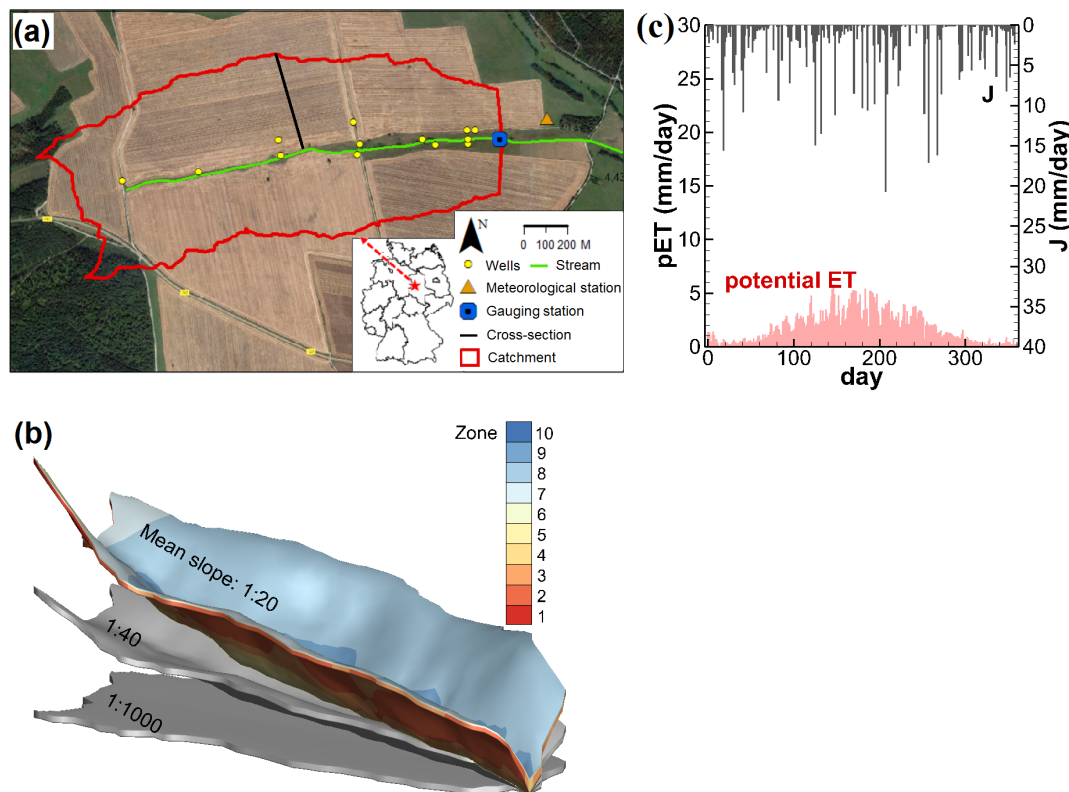 (a)
N
0 100 200 M
Wells
Stream
Meteorological station
Gauging station
Cross-section
Catchment
(b)
Zone
10
9
8
7
6
5
4
3
2
1
Mean slope: 1:20
1:40
1:1000
(c)
30
25
20
15
10
5
0
pET (mm/day)
0
5
10
15
20
25
30
35
40
J (mm/day)
J
potential ET
0
100
200
300
day